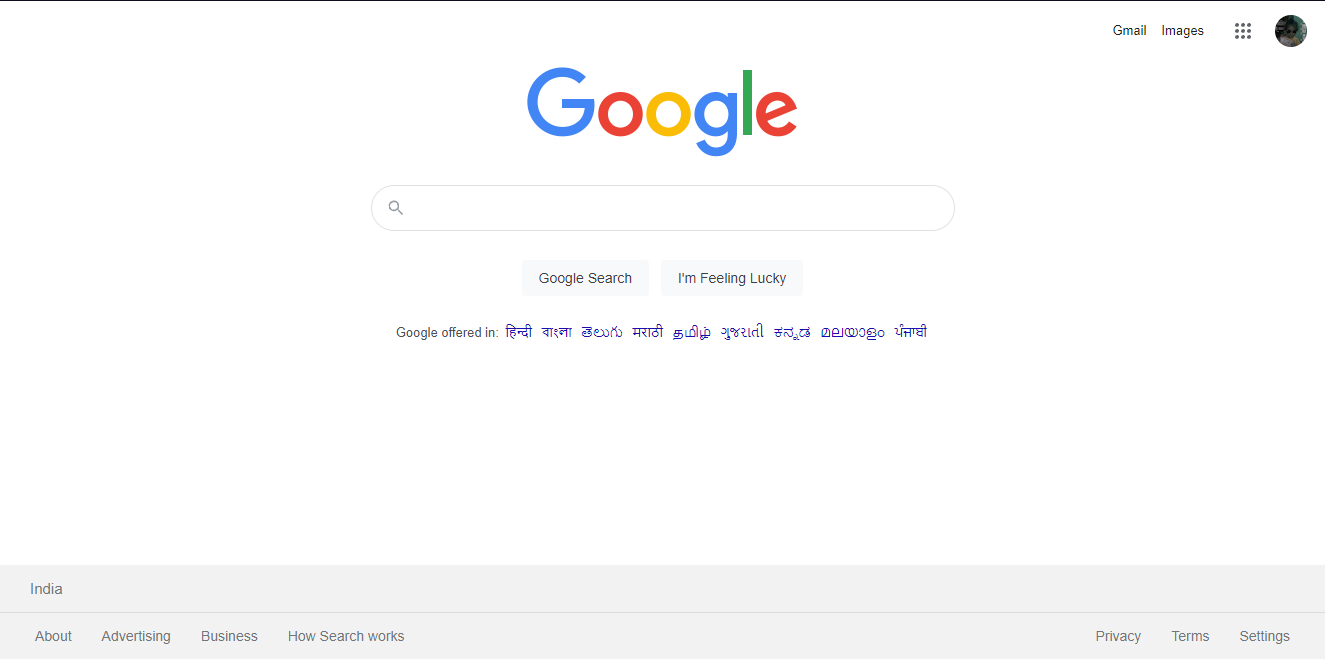 Gmail Images
Google
Google Search I'm Feeling Lucky
Google offered in: हिन्दी বাংলা తెలుగు मराठी தமிழ் ગુજરાતી ಕನ್ನಡ മലയാളം ਪੰਜਾਬੀ
India
About Advertising Business How Search works Privacy Terms Settings